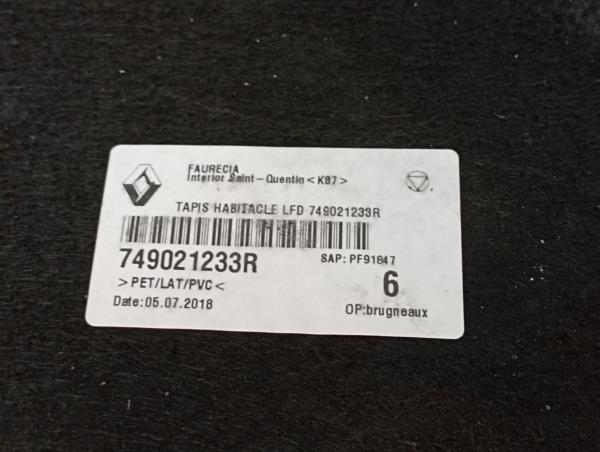 FAURECIA
Interior Saint-Quentin <K87>
TAPIS HABITACLE LFD 749021233R
749021233R
SAP: PF91847
>PET/LAT/PVC<
6
Date:05.07.2018
OP:brugneaux